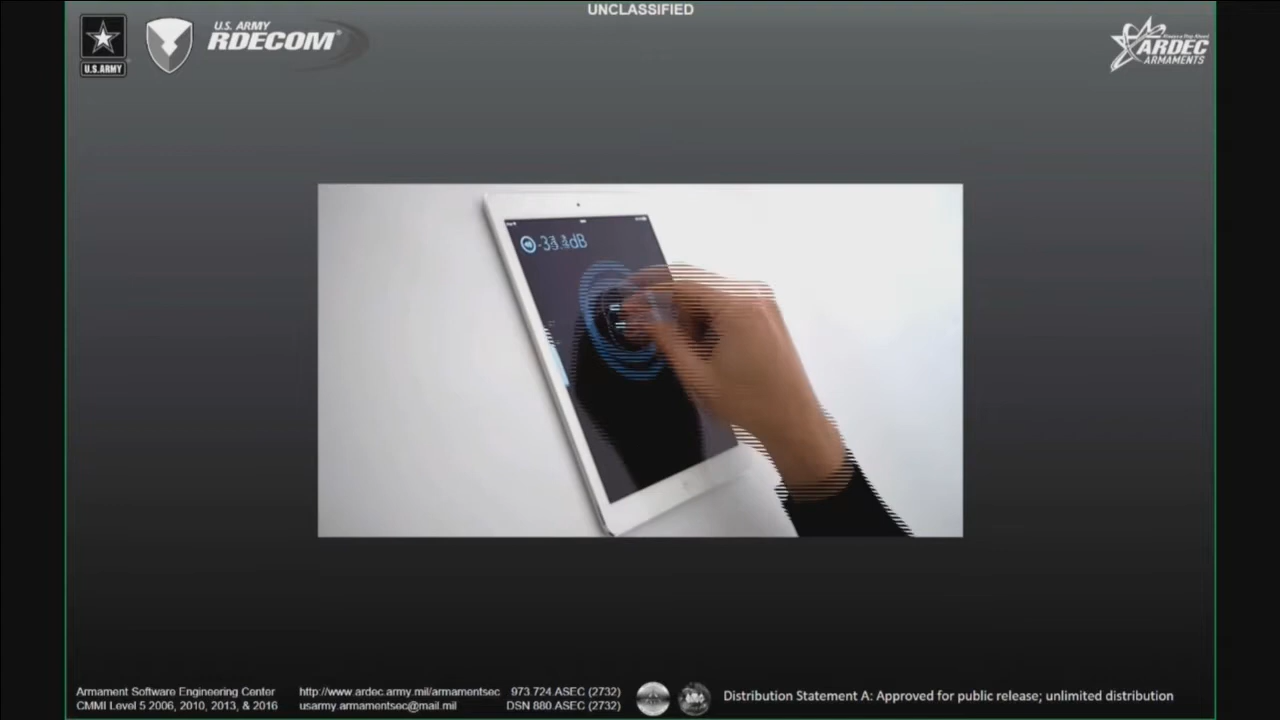 UNCLASSIFIED
U.S. ARMY
RDECOM
U.S.ARMY
ARDEC
ARMAMENTS
dB
Armament Software Engineering Center
CMMI Level 5 2006, 2010, 2013, & 2016
http://www.ardec.army.mil/armamentsec
usarmy.armamentsec@mail.mil
973.724.ASEC (2732)
DSN 880.ASEC (2732)
Distribution Statement A: Approved for public release; unlimited distribution